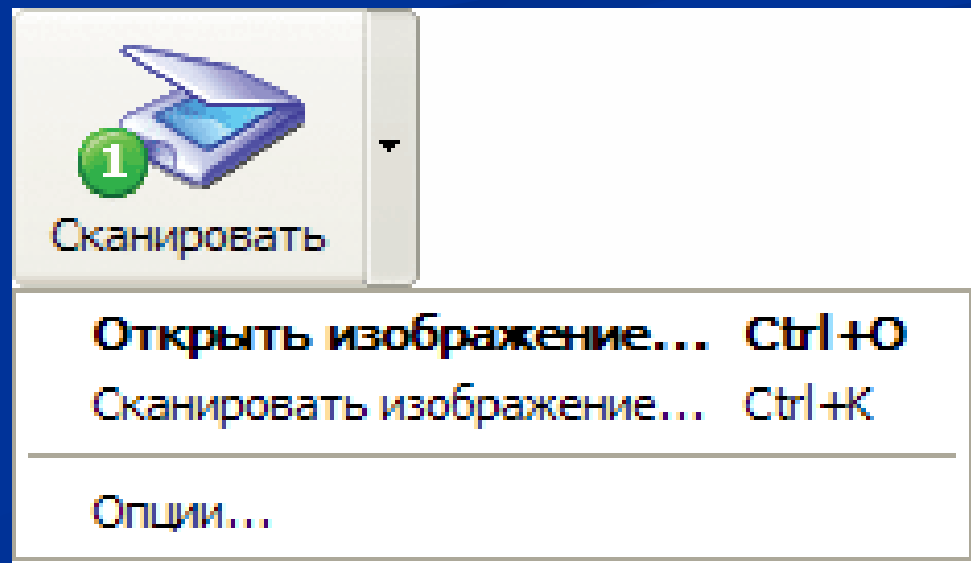 1
Сканировать
Открыть изображение... Ctrl+O
Сканировать изображение... Ctrl+K
Опции...